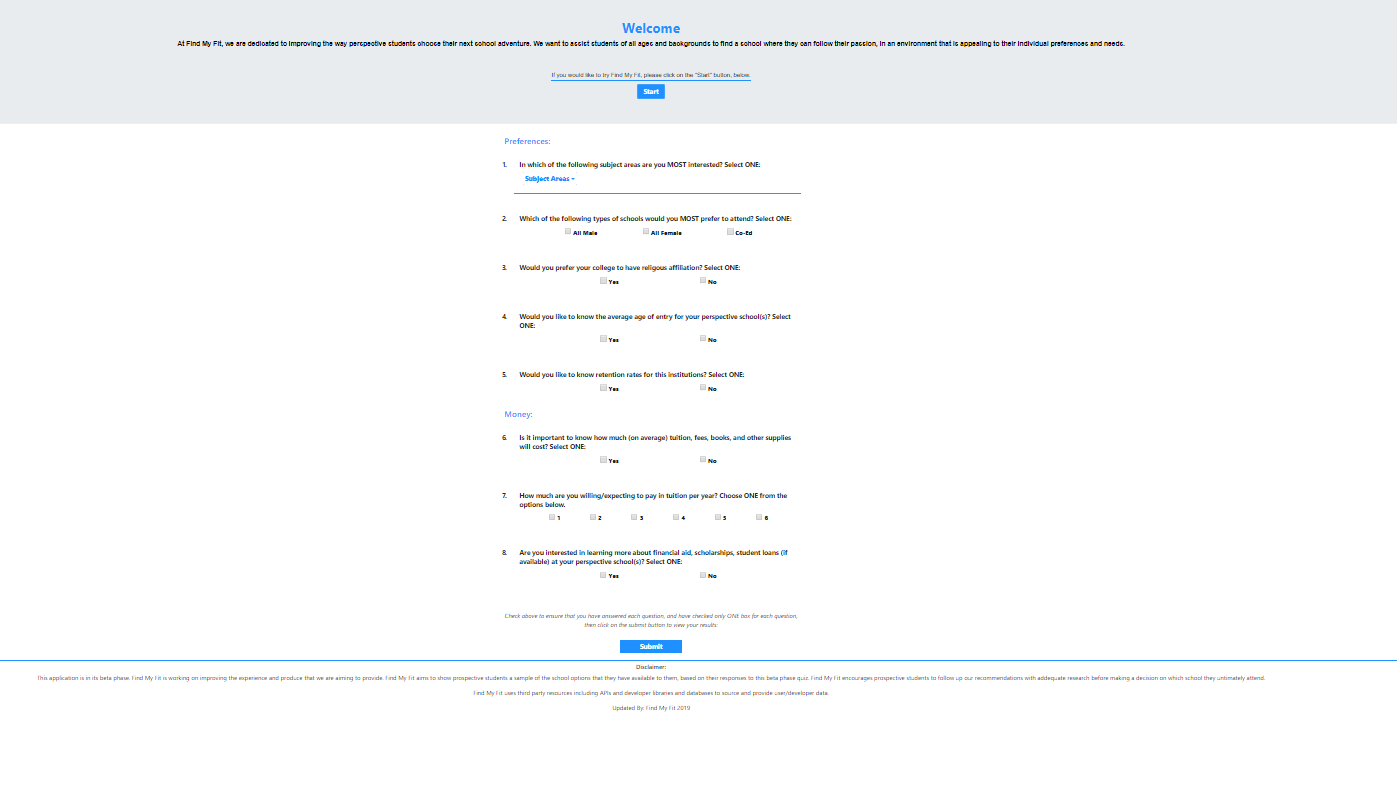 Welcome
At Find My Fit, we are dedicated to improving the way perspective students choose their next school adventure. We want to assist students of all ages and backgrounds to find a school where they can follow their passion, in an environment that is appealing to their individual preferences and needs.
If you would like to try Find My Fit, please click on the "Start" button, below.
Start
Preferences:
1. In which of the following subject areas are you MOST interested? Select ONE:
Subject Areas
2. Which of the following types of schools would you MOST prefer to attend? Select ONE:
All Male All Female Co-Ed
3. Would you prefer your college to have religous affiliation? Select ONE:
Yes No
4. Would you like to know the average age of entry for your perspective school(s)? Select
ONE:
Yes No
5. Would you like to know retention rates for this institutions? Select ONE:
Yes No
Money:
6. Is it important to know how much (on average) tuition, fees, books, and other supplies
will cost? Select ONE:
Yes No
7. How much are you willing/expecting to pay in tuition per year? Choose ONE from the
options below.
1 2 3 4 5 6
8. Are you interested in learning more about financial aid, scholarships, student loans (if
available) at your perspective school(s)? Select ONE:
Yes No
Check above to ensure that you have answered each question, and have checked only ONE box for each question,
then click on the submit button to view your results:
Submit
Disclaimer:
This application is in its beta phase. Find My Fit is working on improving the experience and produce that we are aiming to provide. Find My Fit aims to show prospective students a sample of the school options that they have available to them, based on their responses to this beta phase quiz. Find My Fit encourages prospective students to follow up our recommendations with addequate research before making a decision on which school they untimately attend.
Find My Fit uses third party resources including APIs and developer libraries and databases to source and provide user/developer data.
Updated By: Find My Fit 2019